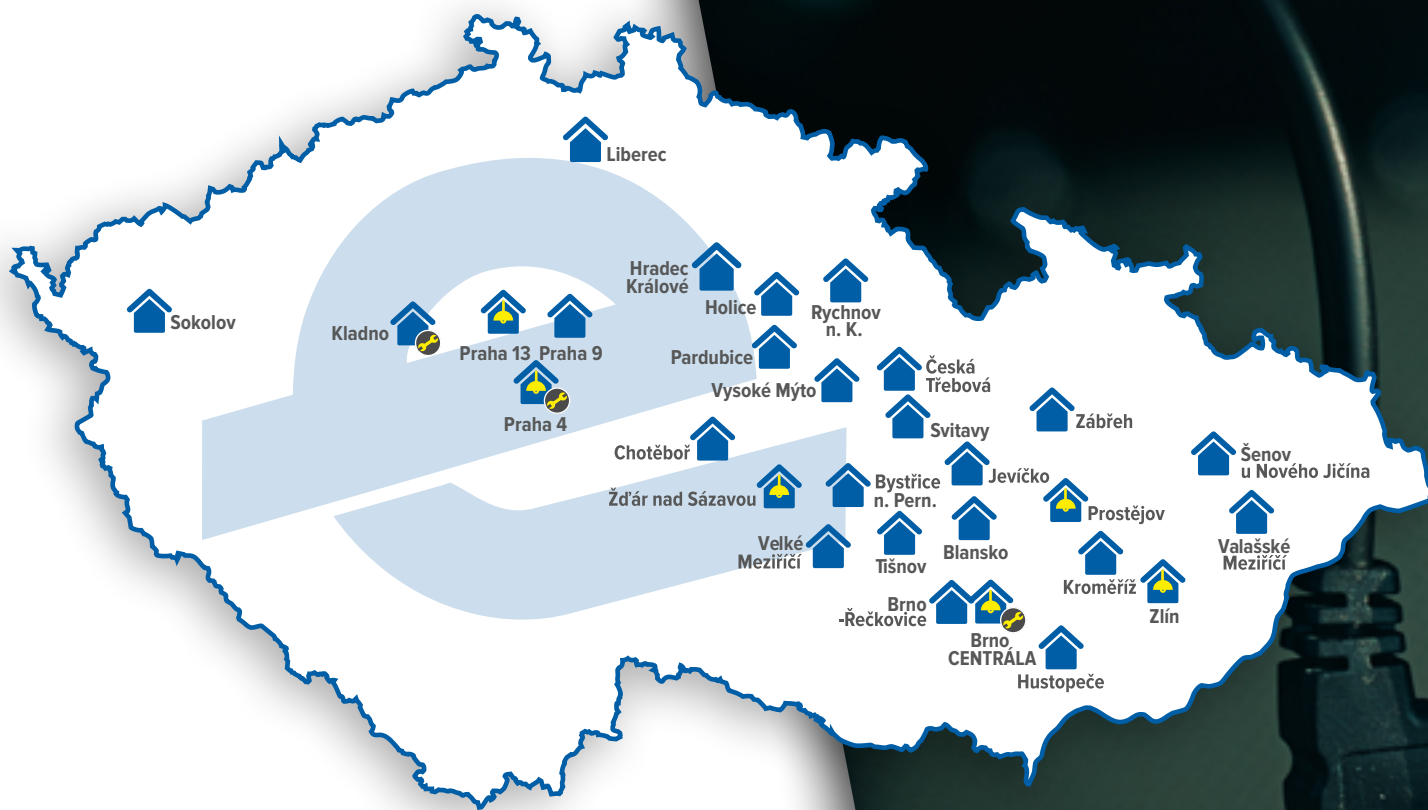 Liberec
Hradec
Králové
Holice
Rychnov
n. K.
Sokolov
Kladno
Praha 13
Praha 9
Pardubice
Česká
Třebová
Vysoké Mýto
Praha 4
Zábřeh
Svitavy
Chotěboř
Šenov
u Nového Jičína
Jevíčko
Bystřice
n. Pern.
Žďár nad Sázavou
Prostějov
Velké
Meziříčí
Tišnov
Blansko
Valašské
Meziříčí
Kroměříž
Brno
-Řečkovice
Zlín
Brno
CENTRÁLA
Hustopeče